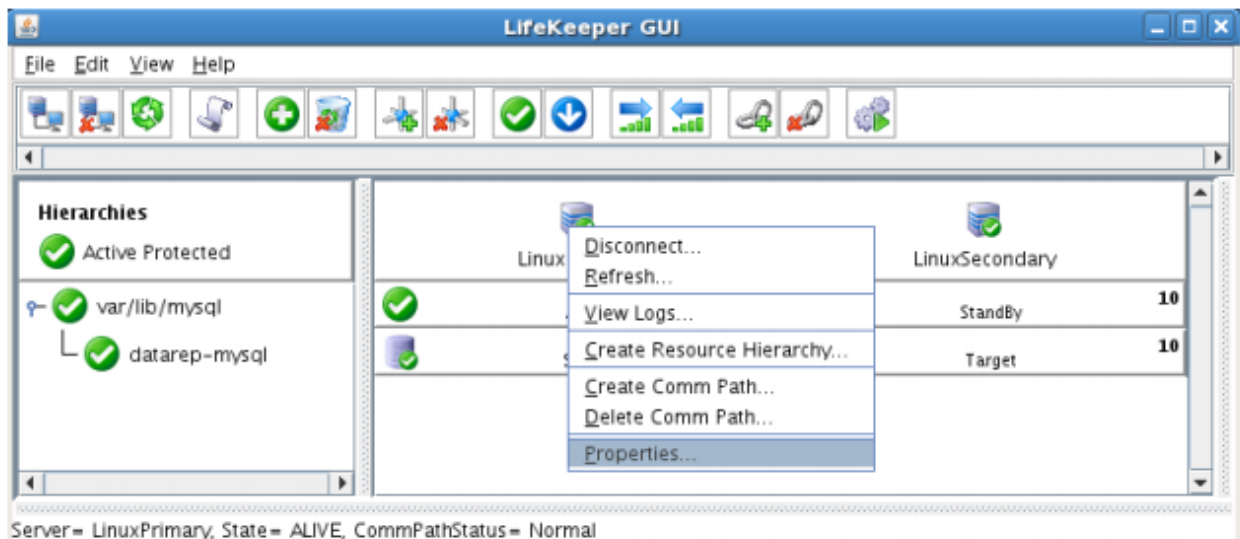 LifeKeeper GUI
File Edit View Help
Hierarchies
Active Protected
var/lib/mysql
datarep-mysql
Linux
LinuxSecondary
StandBy
10
Target
10
Disconnect...
Refresh...
View Logs...
Create Resource Hierarchy...
Create Comm Path...
Delete Comm Path...
Properties...
Server= LinuxPrimary, State= ALIVE, CommPathStatus= Normal